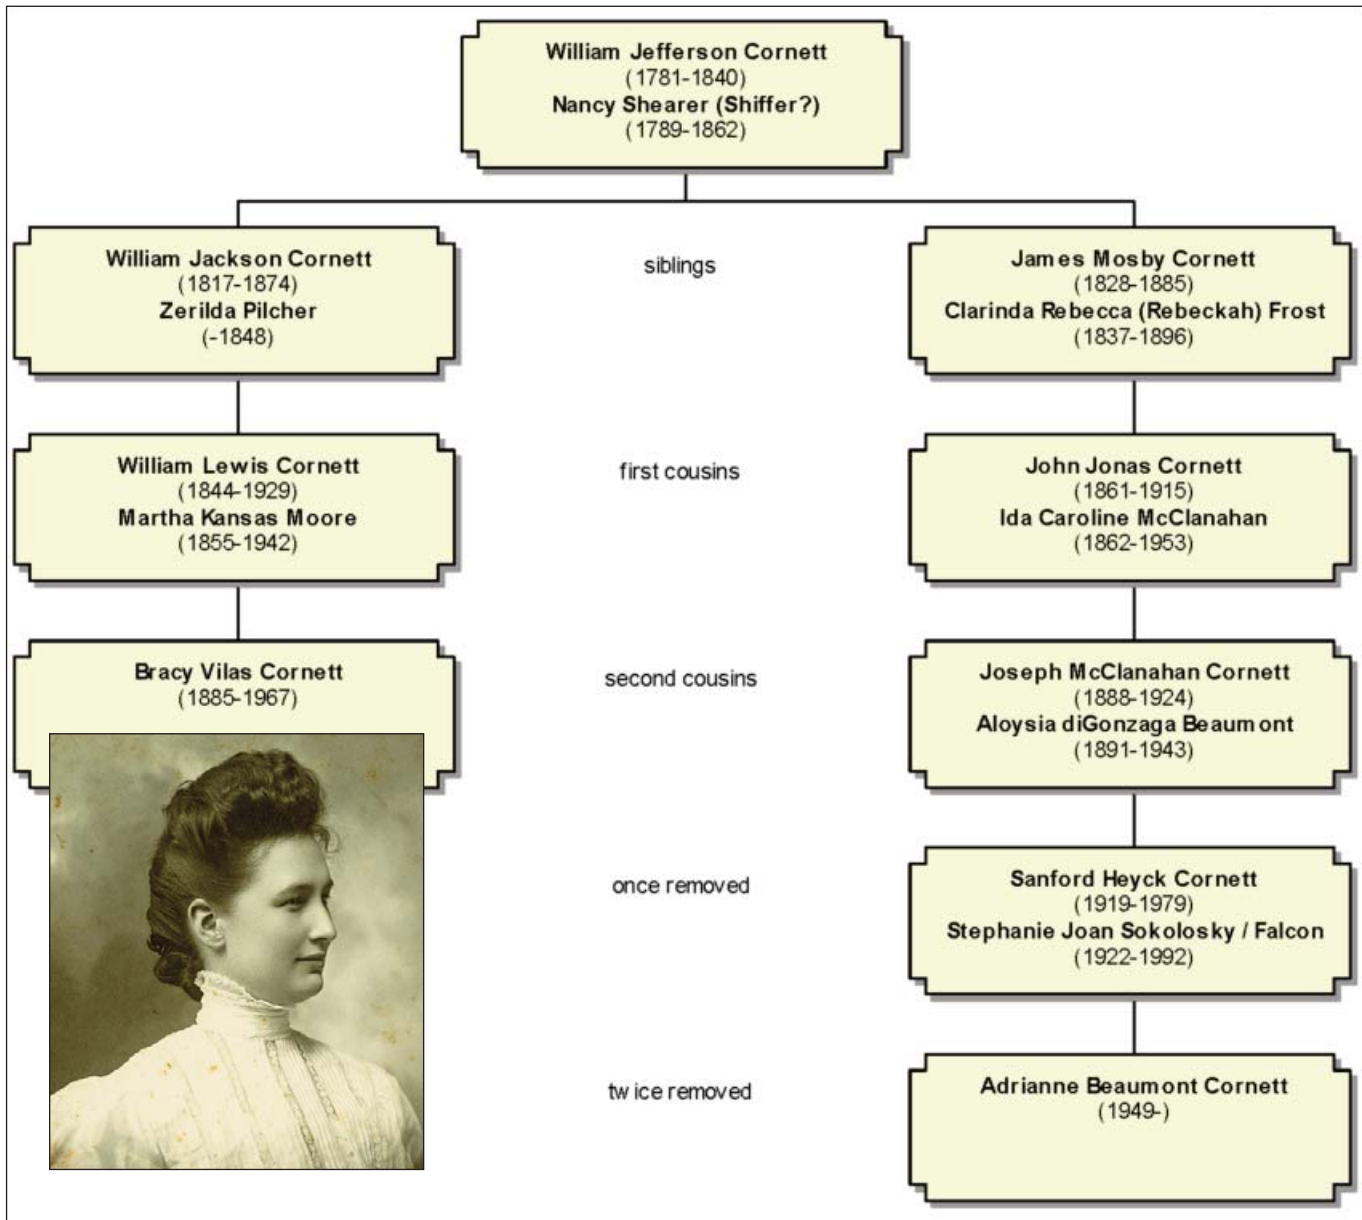 William Jefferson Cornett
(1781-1840)
Nancy Shearer (Shiffer?)
(1789-1862)
William Jackson Cornett
(1817-1874)
Zerilda Pilcher
(-1848)
siblings
James Mosby Cornett
(1828-1885)
Clarinda Rebecca (Rebeckah) Frost
(1837-1896)
William Lewis Cornett
(1844-1929)
Martha Kansas Moore
(1855-1942)
first cousins
John Jonas Cornett
(1861-1915)
Ida Caroline McClanahan
(1862-1953)
Bracy Vilas Cornett
(1885-1967)
second cousins
Joseph McClanahan Cornett
(1888-1924)
Aloysia diGonzaga Beaumont
(1891-1943)
once removed
Sanford Heyck Cornett
(1919-1979)
Stephanie Joan Sokolosky / Falcon
(1922-1992)
twice removed
Adrianne Beaumont Cornett
(1949-)